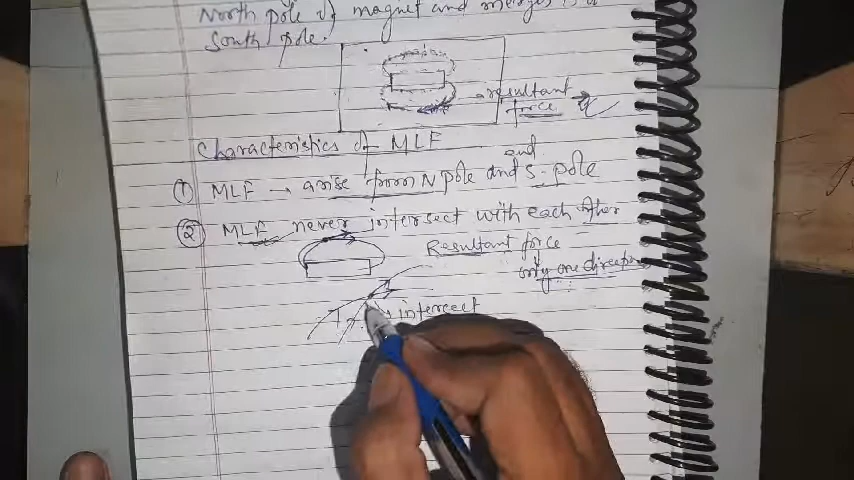 North pole of magnet and merges is a
South pole.
resultant
force
Characteristics of MLF
and
① MLF → arise from N pole and S-pole
② MLF never intersect with each other
Resultant force
only one direction
intersect